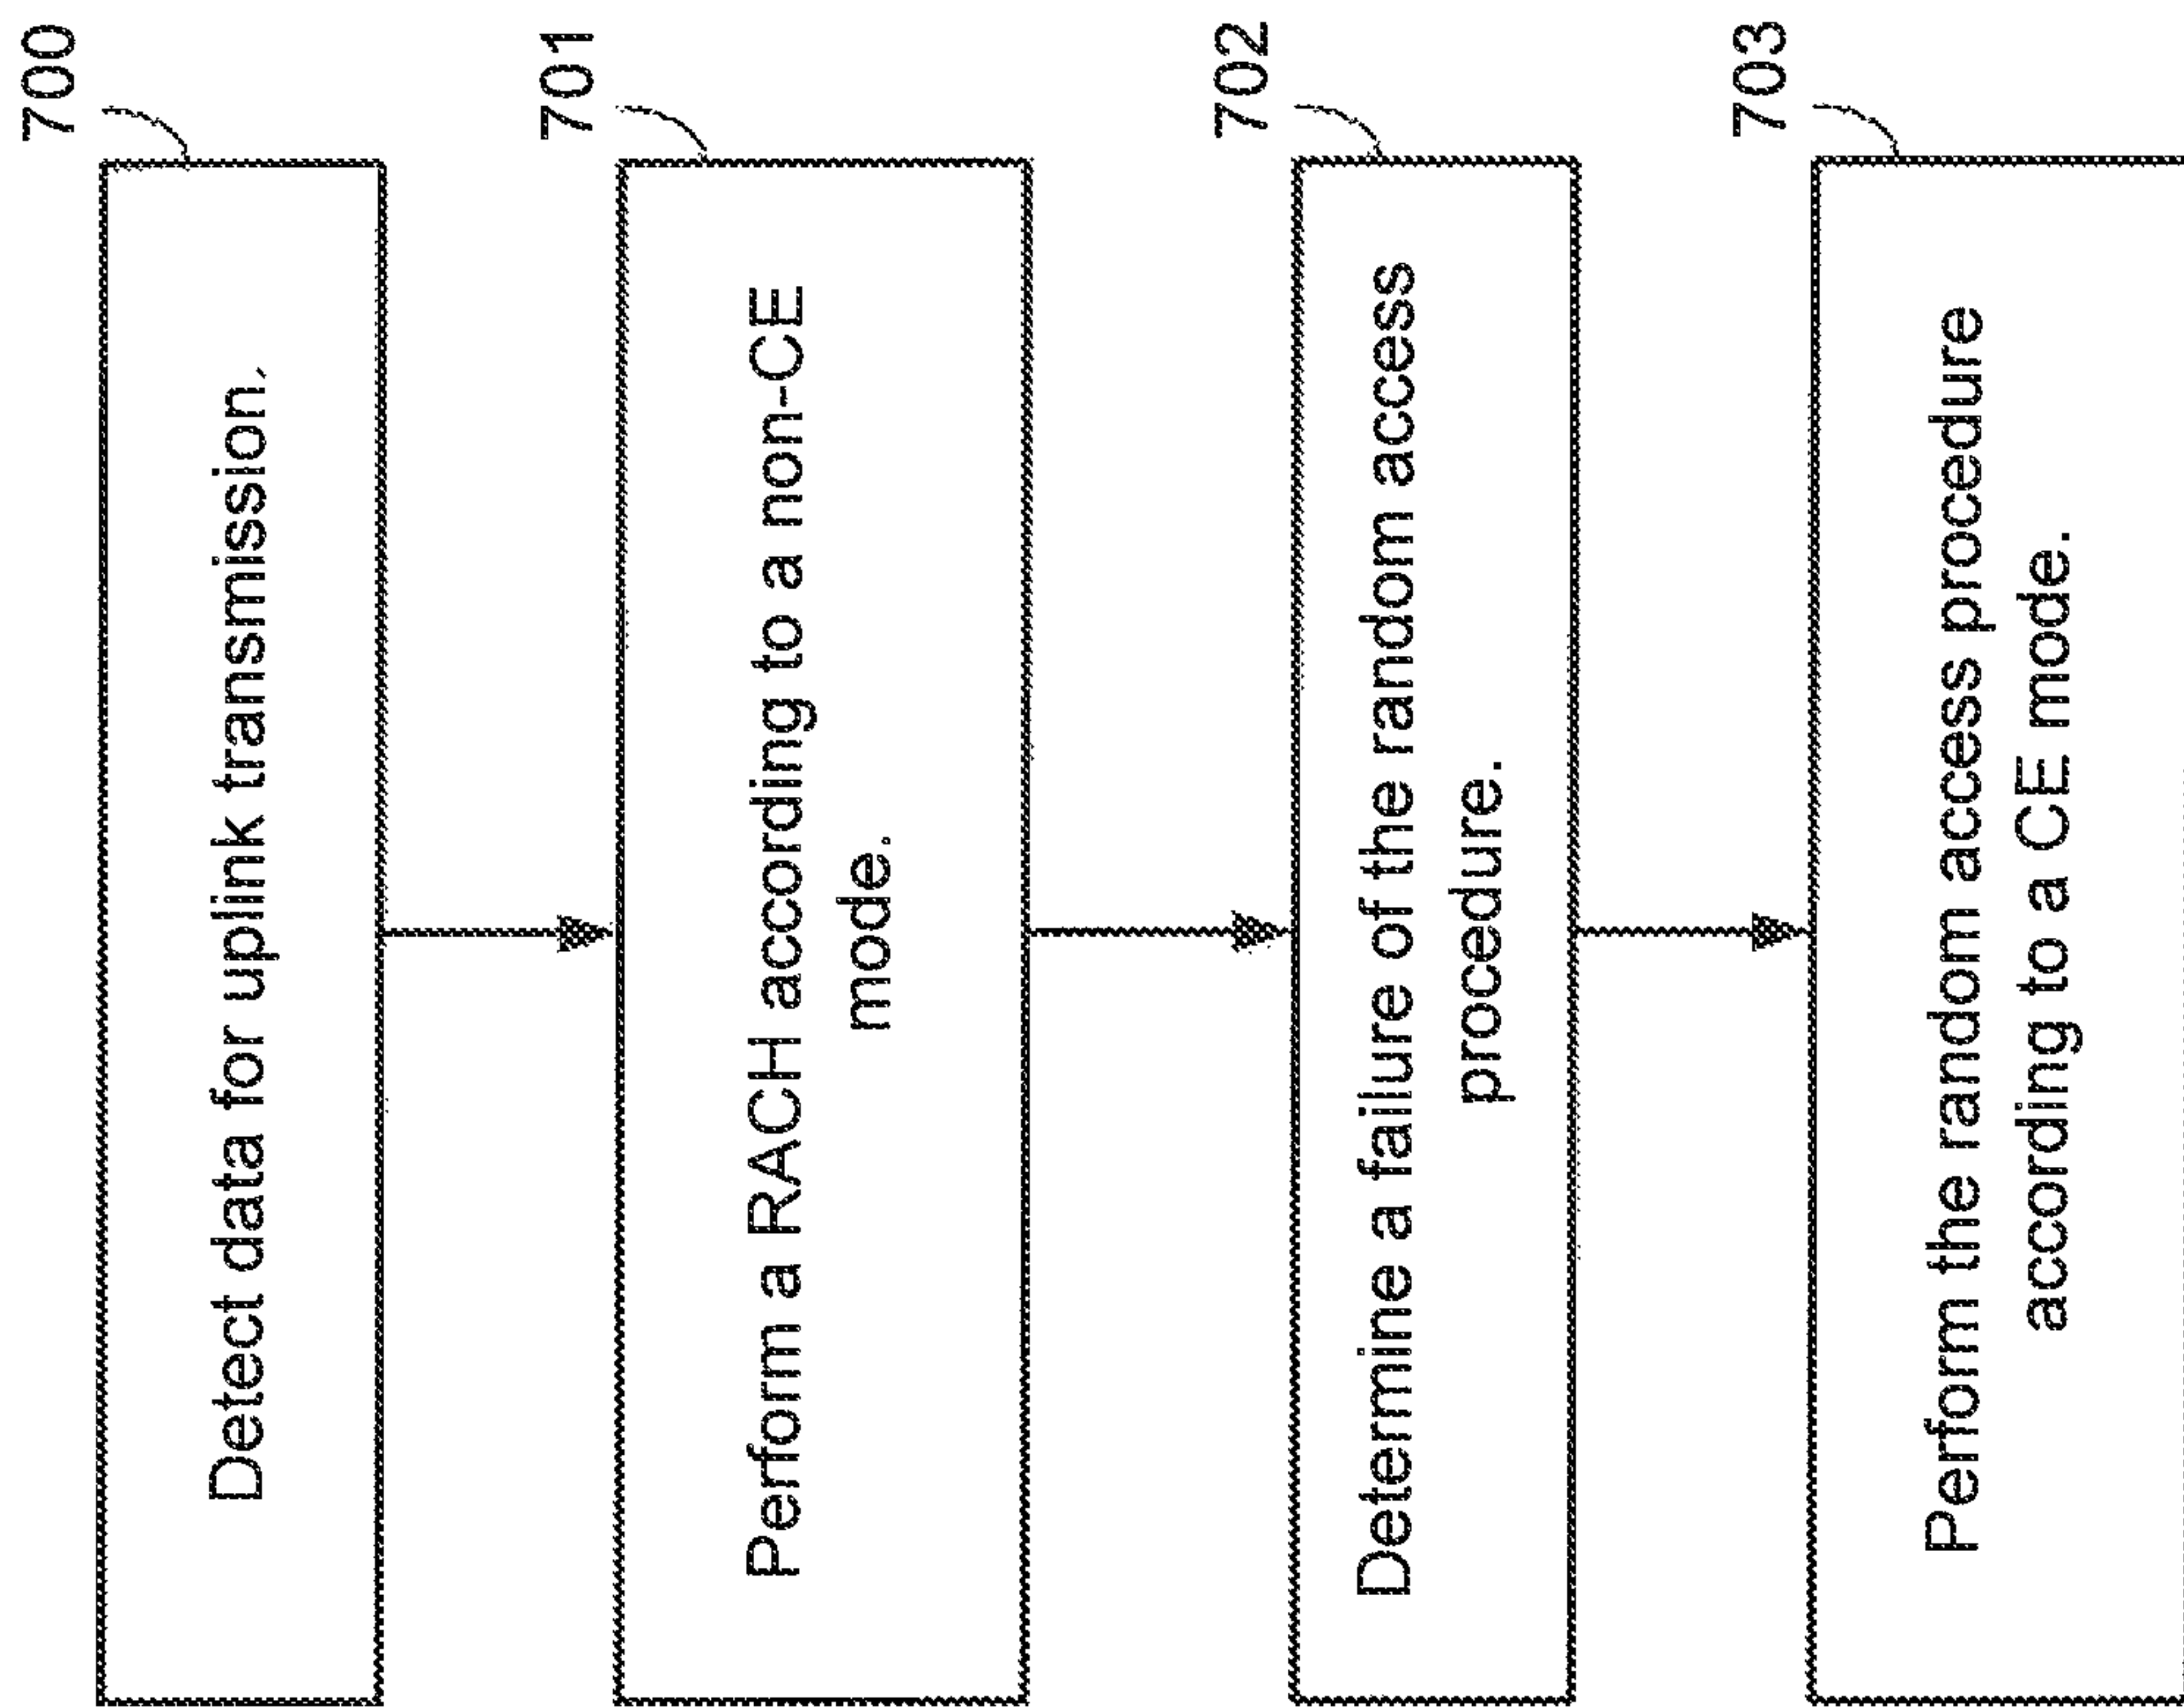 700
Detect data for uplink transmission.
701
Perform a RACH according to a non-CE
mode.
702
Determine a failure of the random access
procedure.
703
Perform the random access procedure
according to a CE mode.